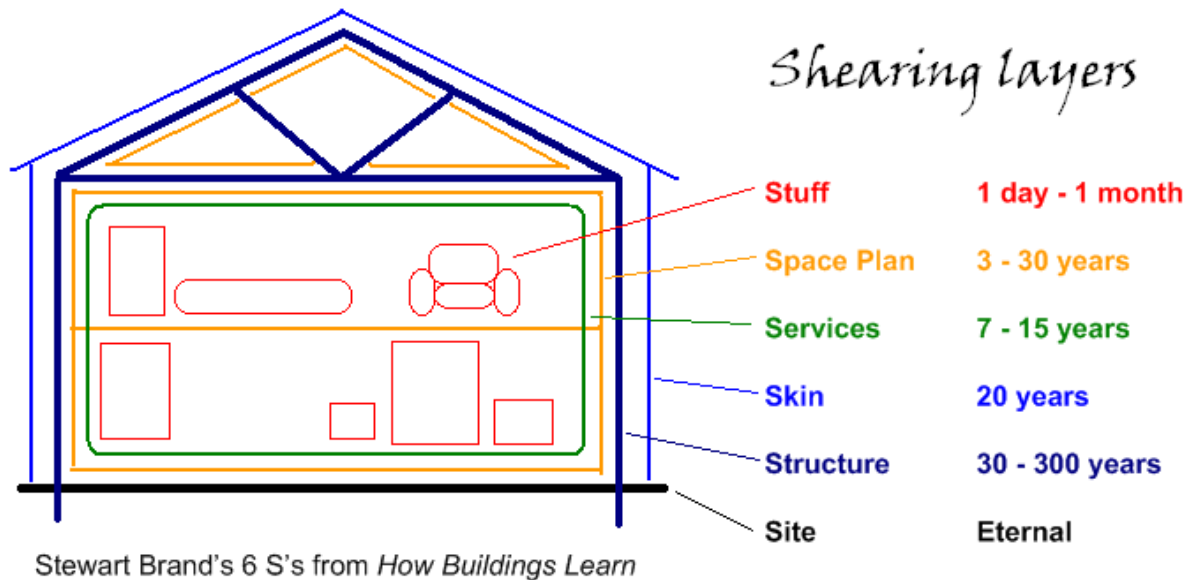 Shearing layers
Stuff 1 day - 1 month
Space Plan 3 - 30 years
Services 7 - 15 years
Skin 20 years
Structure 30 - 300 years
Site Eternal
Stewart Brand's 6 S's from How Buildings Learn